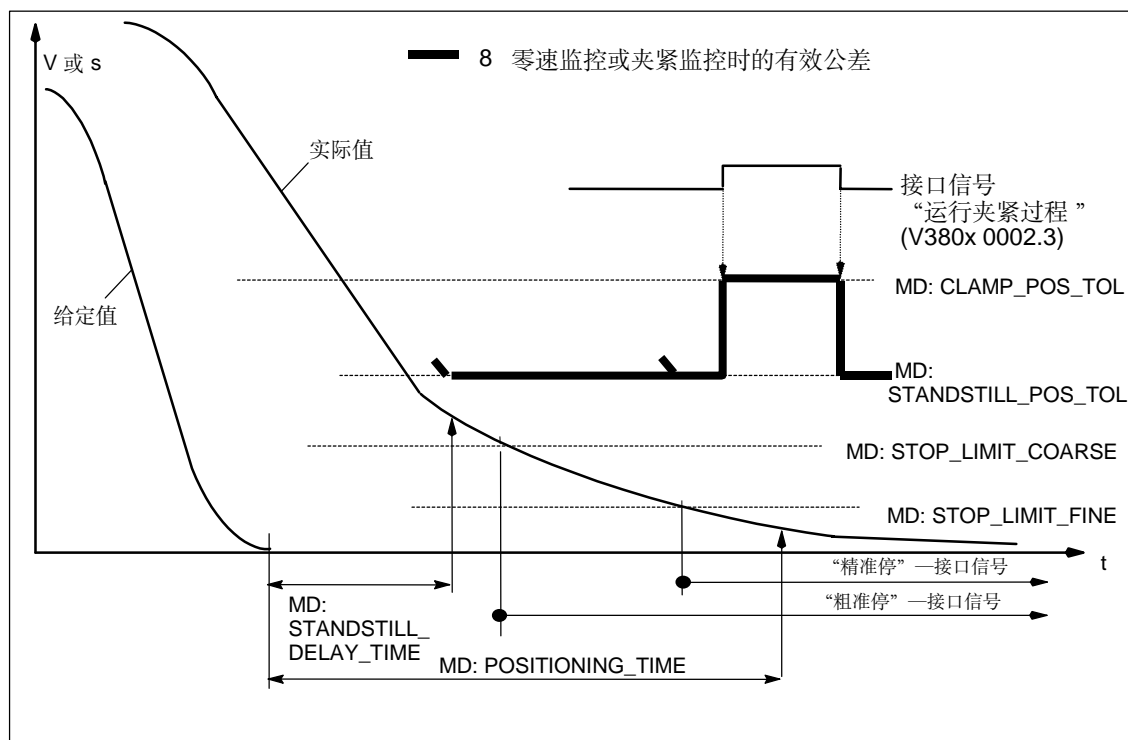 V 或 s
8 零速监控或夹紧监控时的有效公差
实际值
给定值
接口信号
“运行夹紧过程 ”
(V380x 0002.3)
MD: CLAMP_POS_TOL
MD:
STANDSTILL_POS_TOL
MD: STOP_LIMIT_COARSE
MD: STOP_LIMIT_FINE
t
“精准停” —接口信号
“粗准停” —接口信号
MD:
STANDSTILL_
DELAY_TIME
MD: POSITIONING_TIME